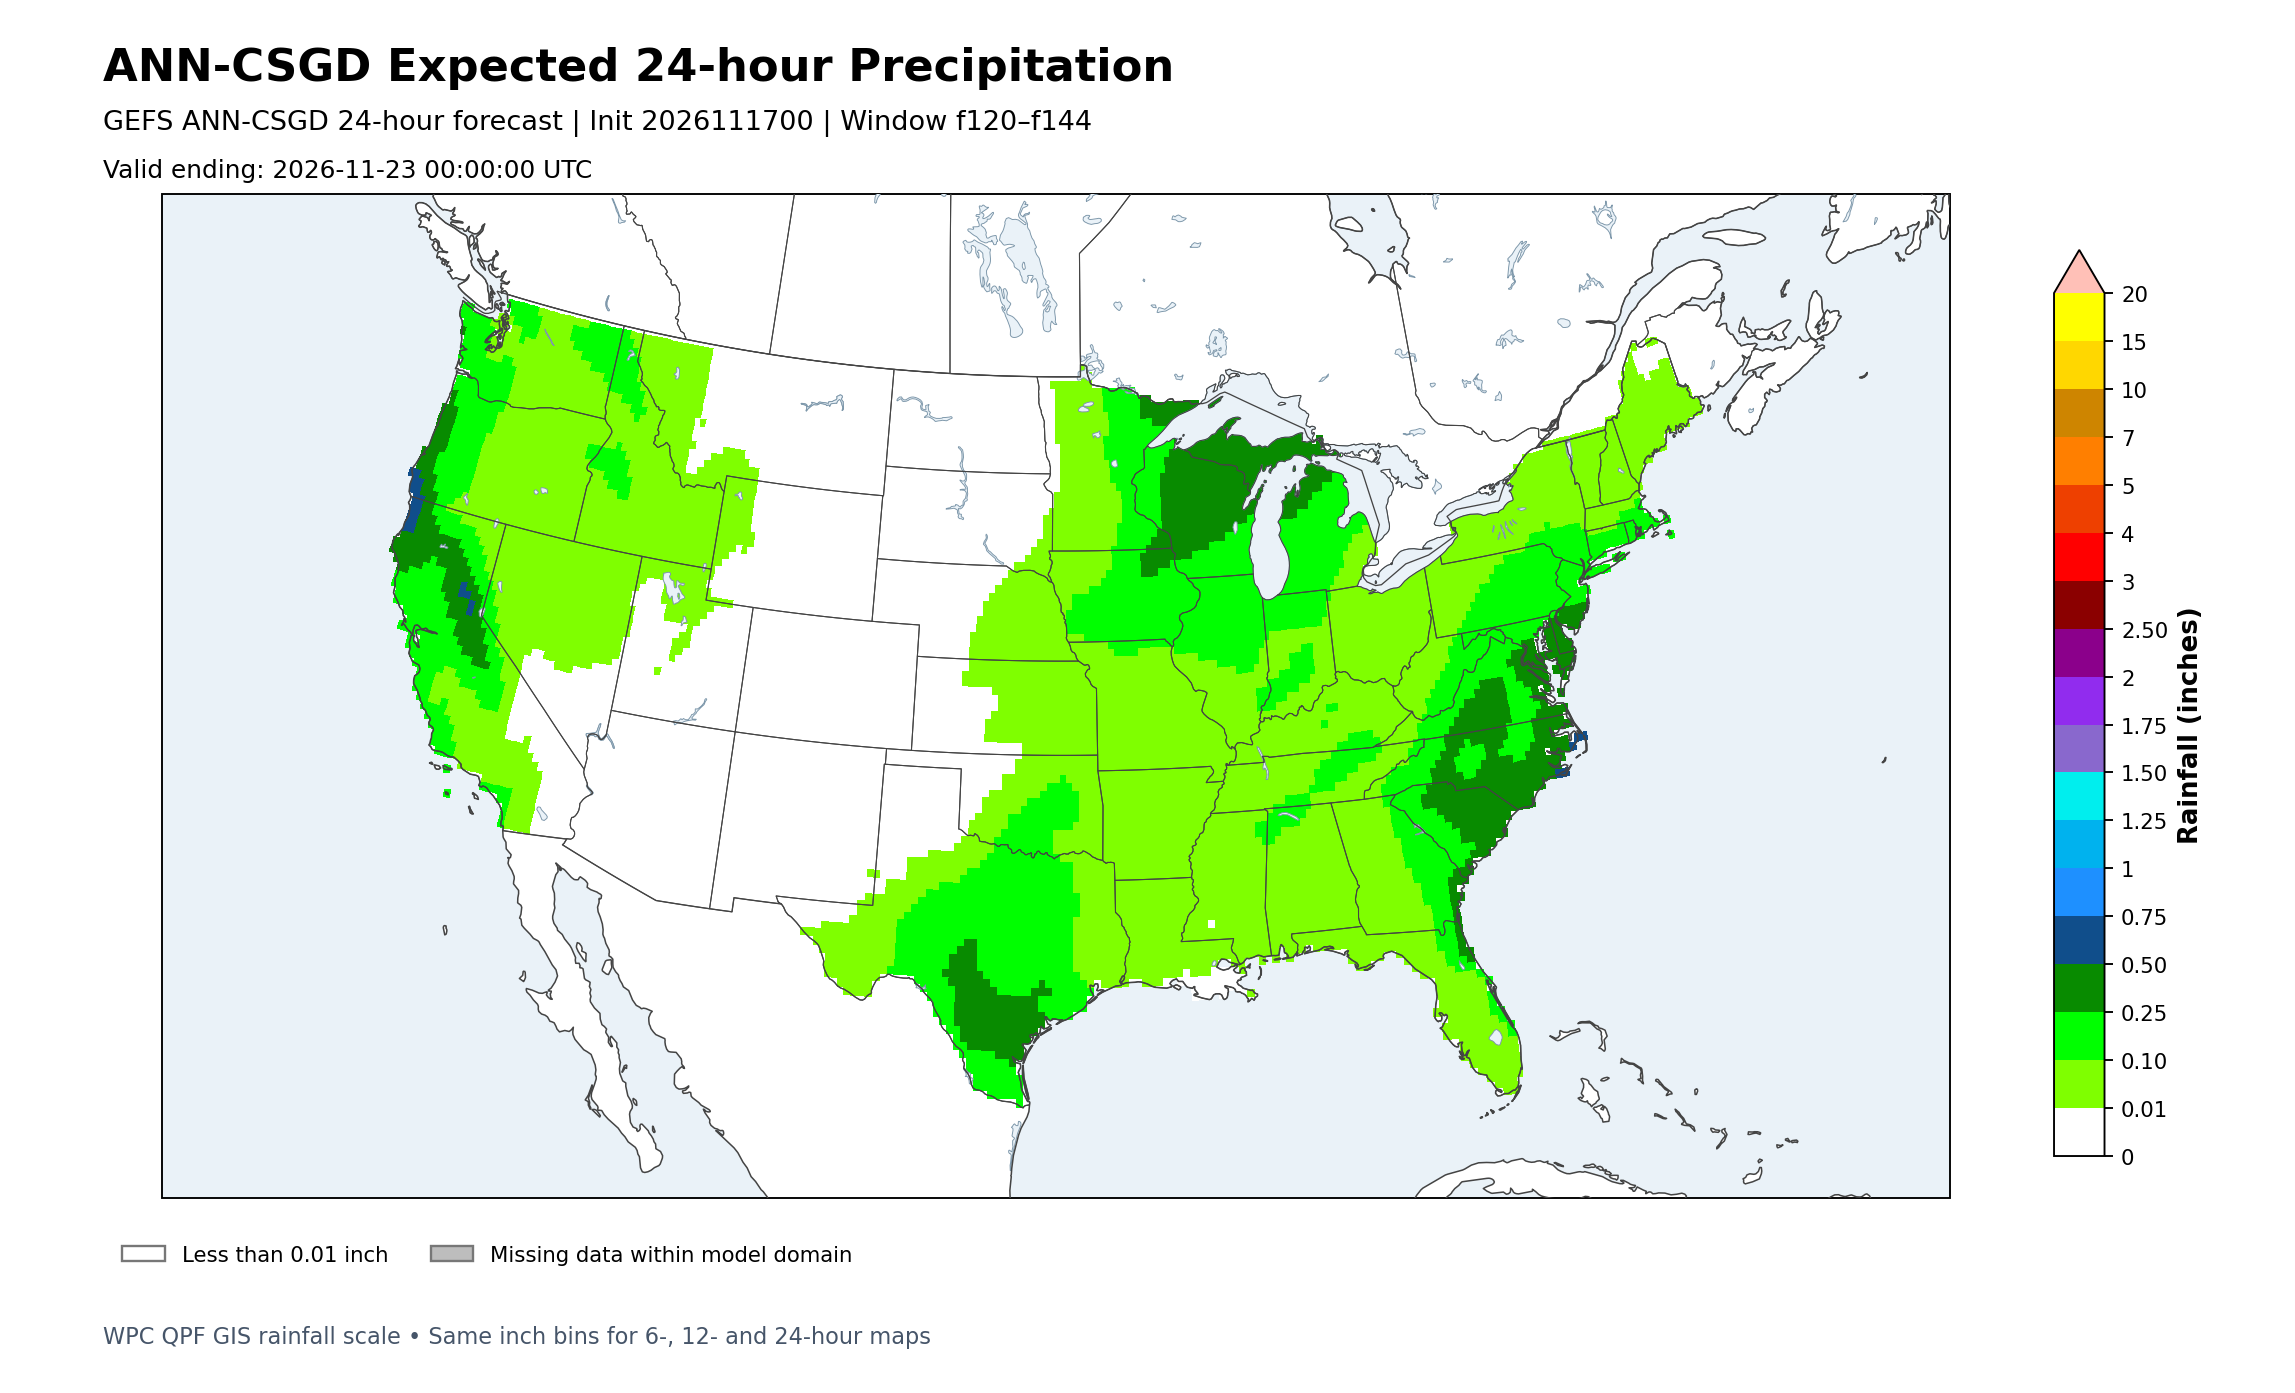 ANN-CSGD Expected 24-hour Precipitation
GEFS ANN-CSGD 24-hour forecast | Init 2026111700 | Window f120–f144
Valid ending: 2026-11-23 00:00:00 UTC
20
15
10
7
5
4
3
2.50
2
1.75
1.50
1.25
1
0.75
0.50
0.25
0.10
0.01
0
Rainfall (inches)
Less than 0.01 inch
Missing data within model domain
WPC QPF GIS rainfall scale • Same inch bins for 6-, 12- and 24-hour maps